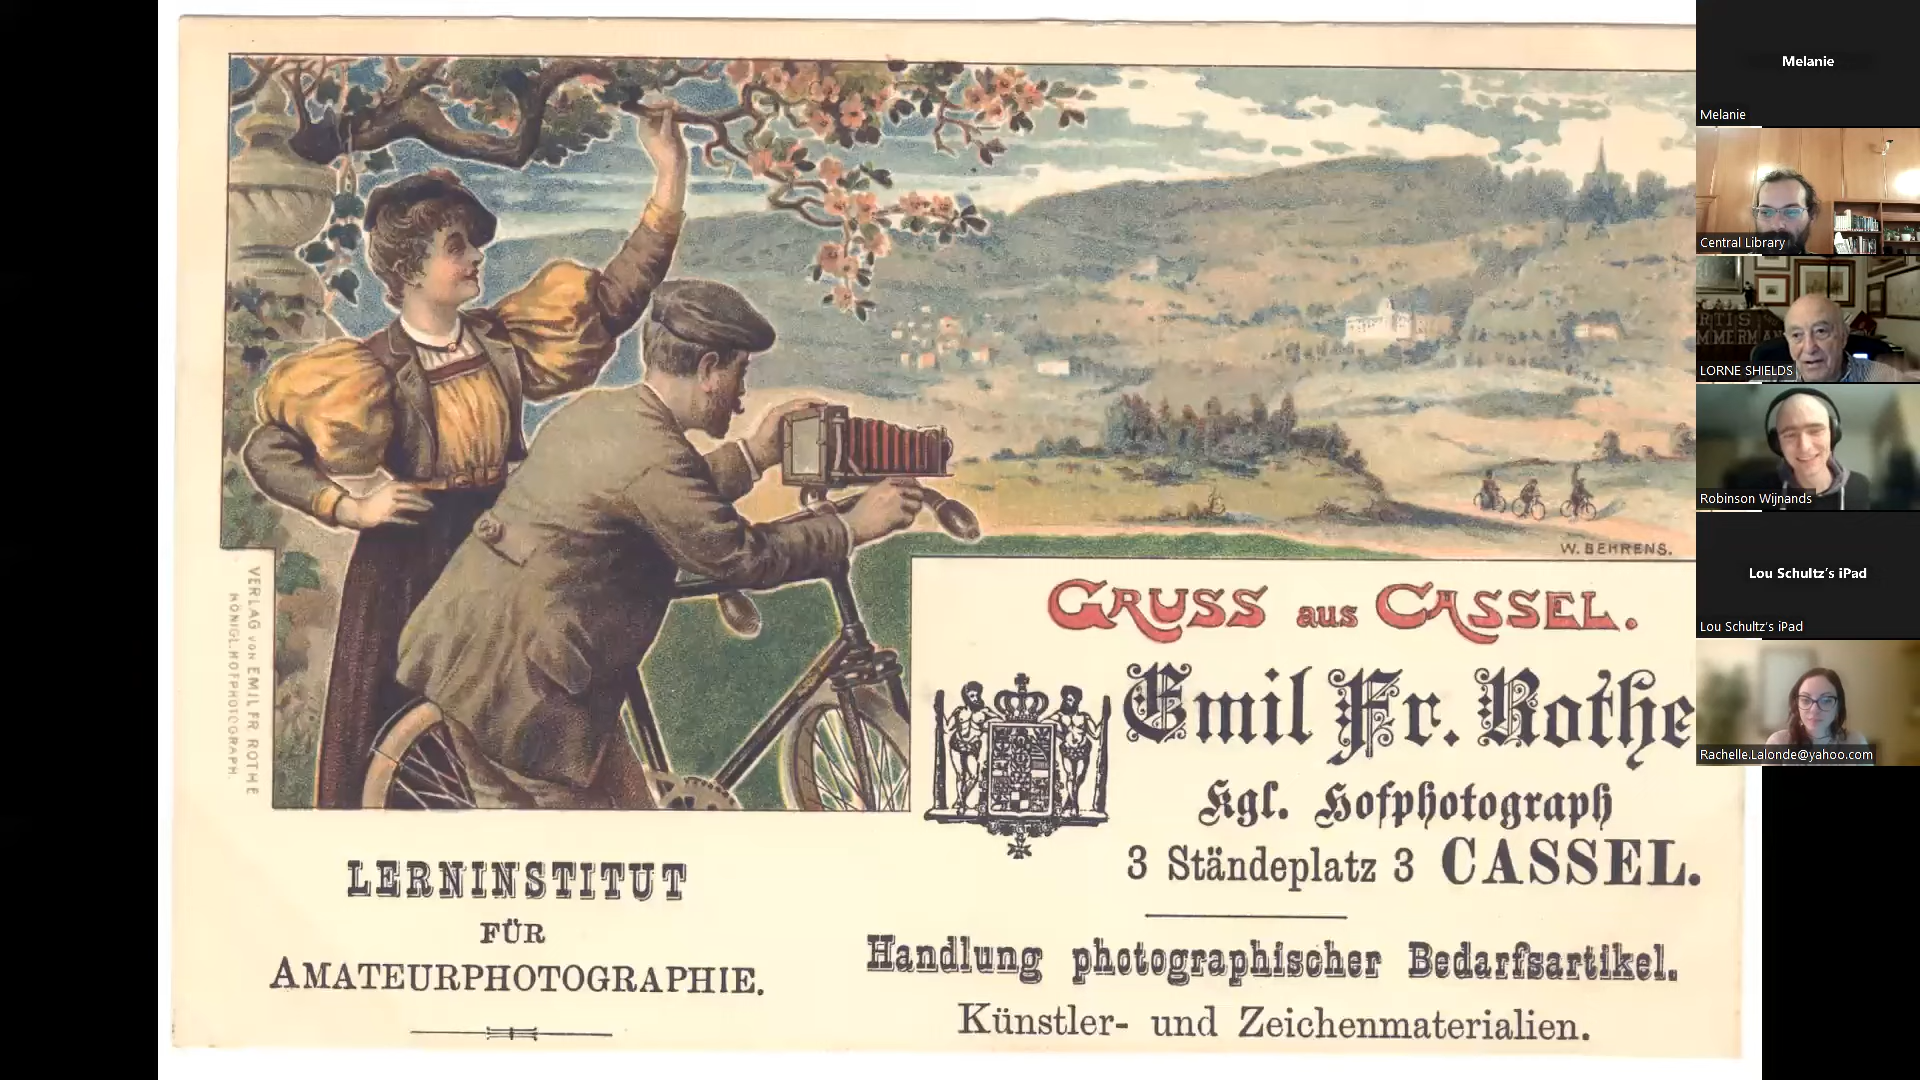 W. BEHRENS.
VERLAG VON EMIL FR. ROTHE
KÖNIGL. HOFPHOTOGRAPH.
GRUSS aus CASSEL.
Emil Fr. Rothe
Kgl. Hofphotograph
3 Ständeplatz 3 CASSEL.
LERNINSTITUT
FÜR
AMATEURPHOTOGRAPHIE.
Handlung photographischer Bedarfsartikel.
Künstler- und Zeichenmaterialien.
Melanie
Melanie
Central Library
RTIS
MMERMA
LORNE SHIELDS
Robinson Wijnands
Lou Schultz's iPad
Lou Schultz's iPad
Rachelle.Lalonde@yahoo.com